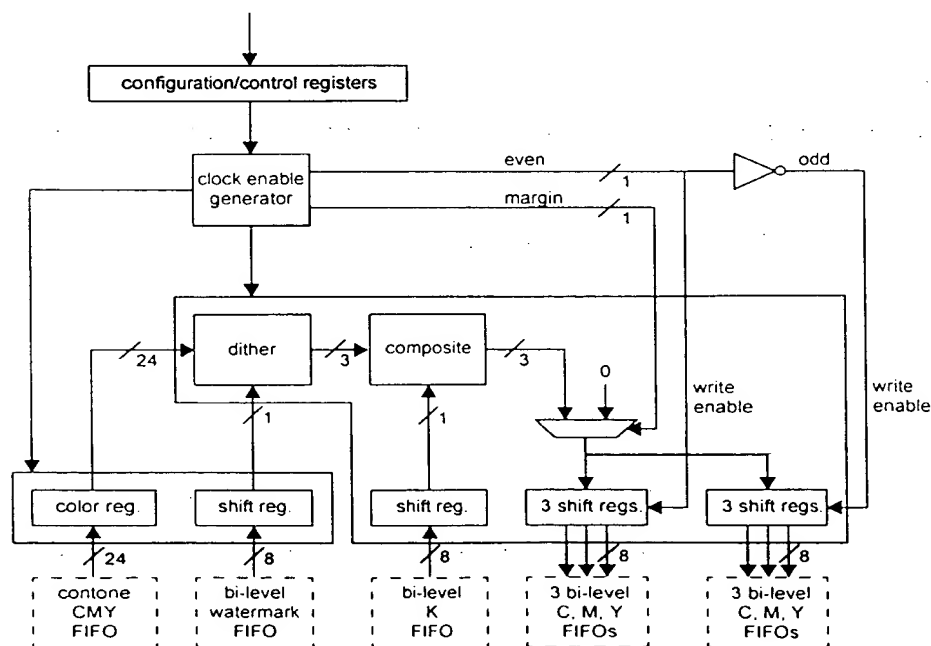 configuration/control registers
clock enable
generator
even
1
odd
margin
1
24
dither
3
composite
3
0
write
enable
write
enable
1
1
color reg.
shift reg.
shift reg.
3 shift regs.
3 shift regs.
24
8
8
8
8
contone
CMY
FIFO
bi-level
watermark
FIFO
bi-level
K
FIFO
3 bi-level
C, M, Y
FIFOs
3 bi-level
C, M, Y
FIFOs